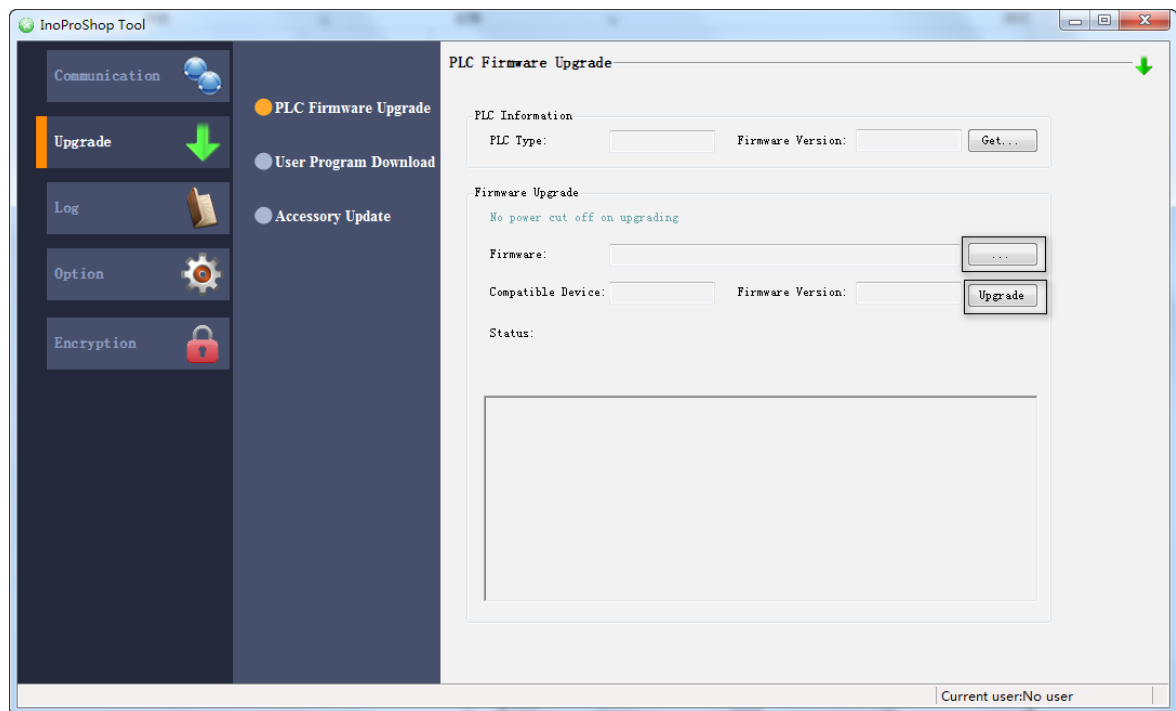 InoProShop Tool
Communication
Upgrade
Log
Option
Encryption
PLC Firmware Upgrade
User Program Download
Accessory Update
PLC Firmware Upgrade
PLC Information
PLC Type:
Firmware Version:
Get...
Firmware Upgrade
No power cut off on upgrading
Firmware:
...
Compatible Device:
Firmware Version:
Upgrade
Status:
Current user:No user